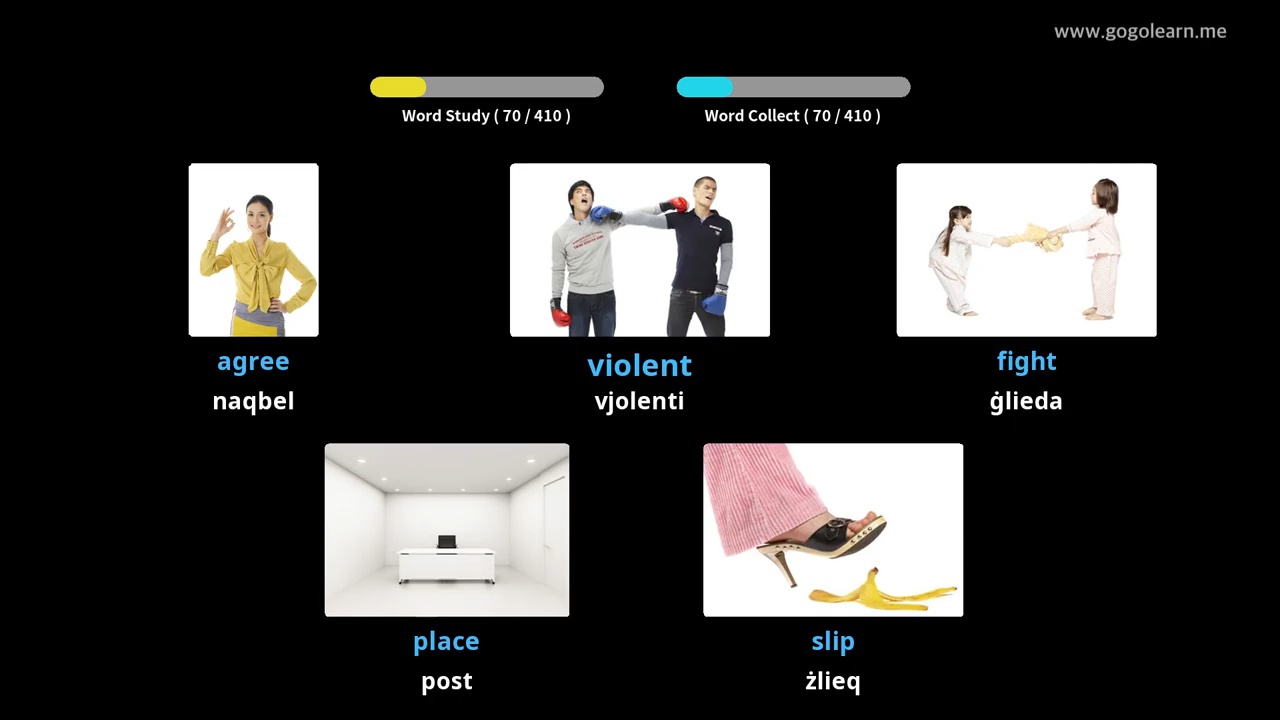 www.gogolearn.me
Word Study ( 70 / 410 )
Word Collect ( 70 / 410 )
agree
naqbel
violent
vjolenti
fight
ġlieda
place
post
slip
żlieq